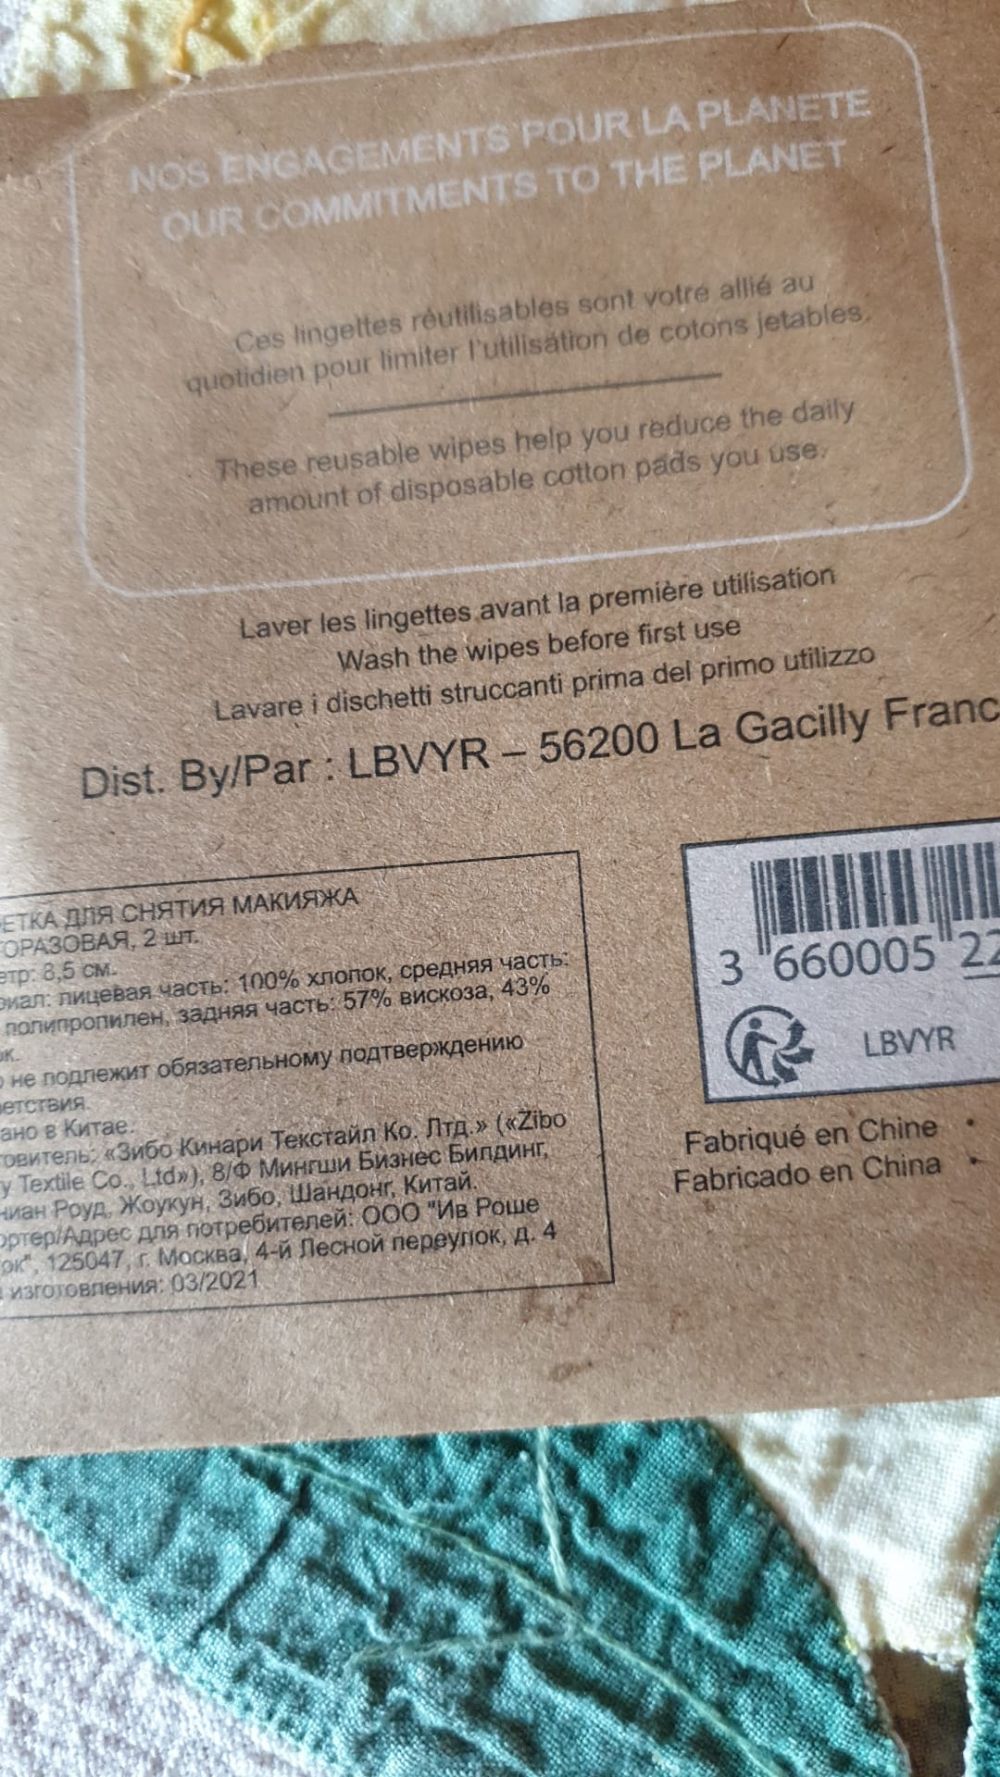 NOS ENGAGEMENTS POUR LA PLANETE
OUR COMMITMENTS TO THE PLANET
Ces lingettes réutilisables sont votre allié au
quotidien pour limiter l'utilisation de cotons jetables.
These reusable wipes help you reduce the daily
amount of disposable cotton pads you use.
Laver les lingettes avant la première utilisation
Wash the wipes before first use
Lavare i dischetti struccanti prima del primo utilizzo
Dist. By/Par : LBVYR – 56200 La Gacilly Franc
ЕТКА ДЛЯ СНЯТИЯ МАКИЯЖА
ОРАЗОВАЯ, 2 шт.
етр: 8,5 см.
риал: лицевая часть: 100% хлопок, средняя часть:
полипропилен, задняя часть: 57% вискоза, 43%
ок.
о не подлежит обязательному подтверждению
ветствия.
ано в Китае.
овитель: «Зибо Кинари Текстайл Ко. Лтд.» («Zibo
y Textile Co., Ltd»), 8/Ф Мингши Бизнес Билдинг,
ниан Роуд, Жоукун, Зибо, Шандонг, Китай.
ортер/Адрес для потребителей: ООО "Ив Роше
ок", 125047, г. Москва, 4-й Лесной переулок, д. 4
изготовления: 03/2021
3 660005 22
LBVYR
Fabriqué en Chine
Fabricado en China